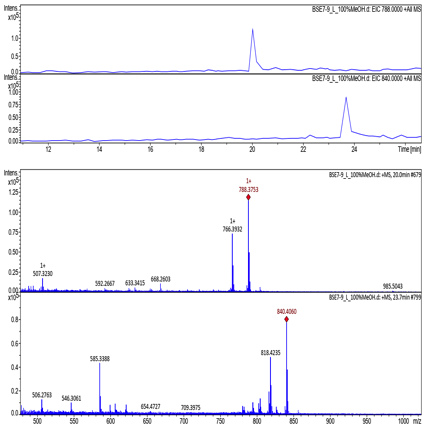 Intens.
x10⁵
BSE7-9_L_100%MeOH.d: EIC 788.0000 +All MS
1.0
0.5
0.0
Intens.
x10⁵
BSE7-9_L_100%MeOH.d: EIC 840.0000 +All MS
1.00
0.75
0.50
0.25
0.00
12 14 16 18 20 22 24 Time [min]
Intens.
x10⁵
BSE7-9_L_100%MeOH.d: +MS, 20.0min #679
1.25
1.00
0.75
0.50
0.25
0.00
1+
788.3753
1+
766.3932
1+
507.3230
592.2667
633.3415
668.2603
985.5043
x10⁵
BSE7-9_L_100%MeOH.d: +MS, 23.7min #799
0.8
0.6
0.4
0.2
0.0
840.4060
818.4235
585.3388
506.2763
546.3061
654.4727
709.3975
500 550 600 650 700 750 800 850 900 950 1000 m/z